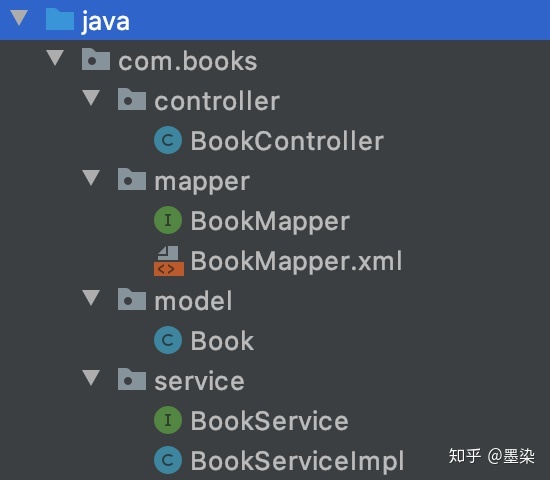 java
com.books
controller
BookController
mapper
BookMapper
BookMapper.xml
model
Book
service
BookService
BookServiceImpl
知乎 @墨染